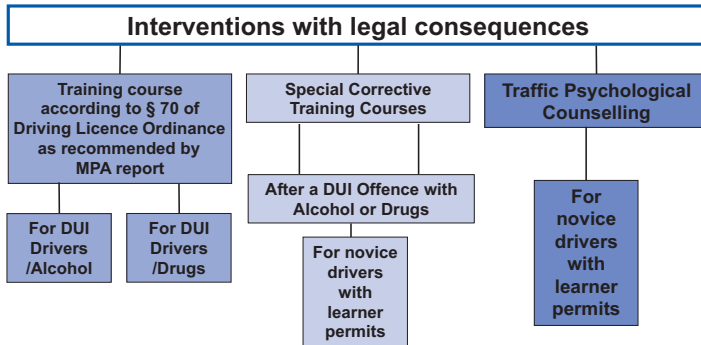 Interventions with legal consequences
Training course
according to § 70 of
Driving Licence Ordinance
as recommended by
MPA report
For DUI
Drivers
/Alcohol
For DUI
Drivers
/Drugs
Special Corrective
Training Courses
After a DUI Offence with
Alcohol or Drugs
For novice
drivers
with
learner
permits
Traffic Psychological
Counselling
For
novice
drivers
with
learner
permits